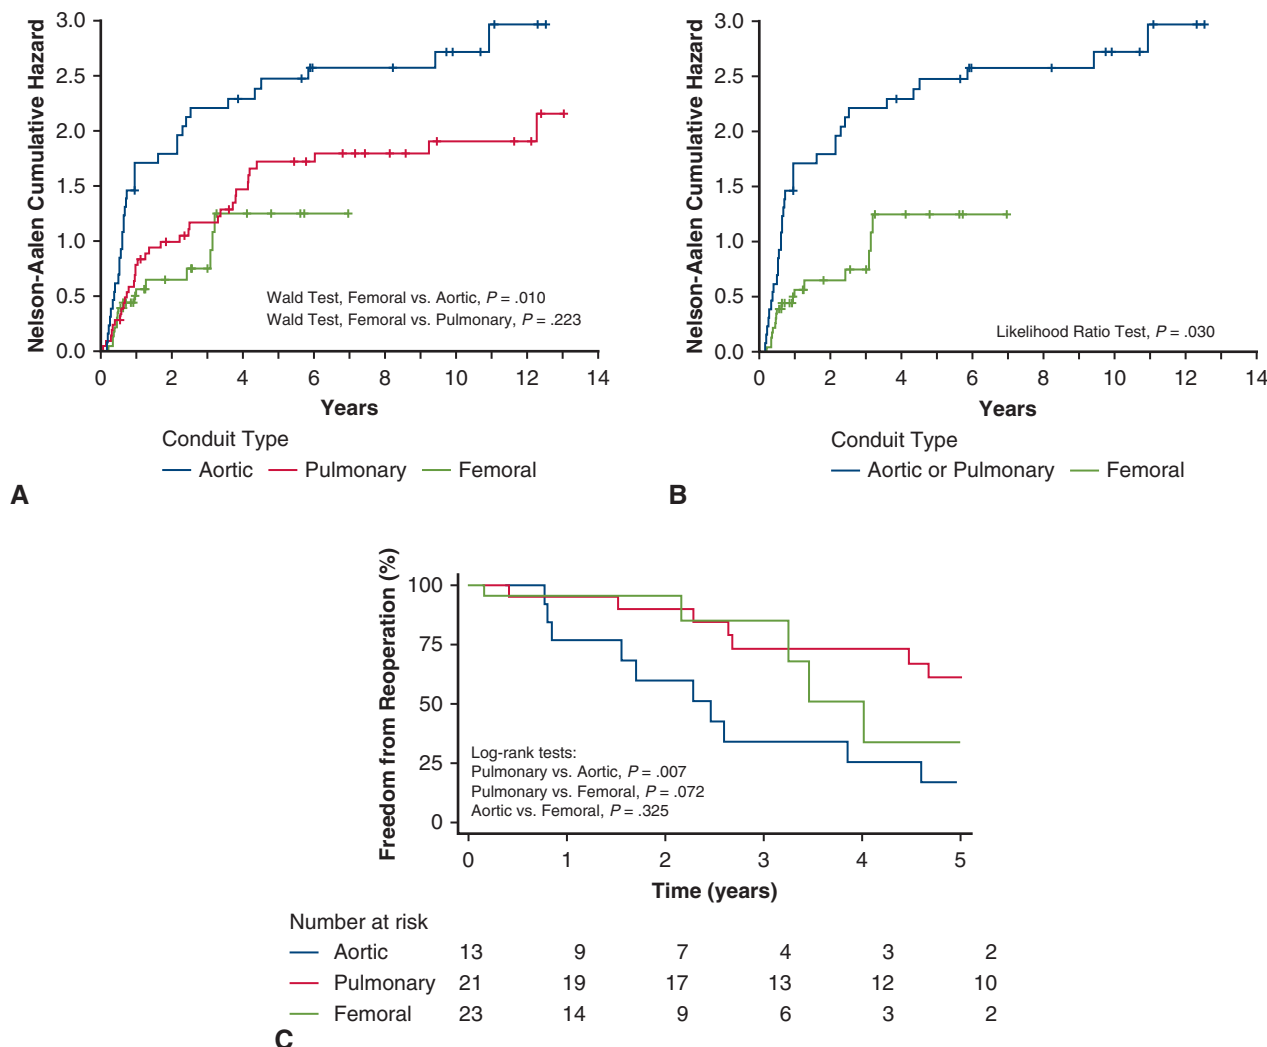 Nelson-Aalen Cumulative Hazard
3.0
2.5
2.0
1.5
1.0
0.5
0.0
Wald Test, Femoral vs. Aortic, P = .010
Wald Test, Femoral vs. Pulmonary, P = .223
0 2 4 6 8 10 12 14
Years
Conduit Type
Aortic Pulmonary Femoral
A
Nelson-Aalen Cumulative Hazard
3.0
2.5
2.0
1.5
1.0
0.5
0.0
Likelihood Ratio Test, P = .030
0 2 4 6 8 10 12 14
Years
Conduit Type
Aortic or Pulmonary Femoral
B
Freedom from Reoperation (%)
100
75
50
25
0
Log-rank tests:
Pulmonary vs. Aortic, P = .007
Pulmonary vs. Femoral, P = .072
Aortic vs. Femoral, P = .325
0 1 2 3 4 5
Time (years)
Number at risk
Aortic 13 9 7 4 3 2
Pulmonary 21 19 17 13 12 10
Femoral 23 14 9 6 3 2
C